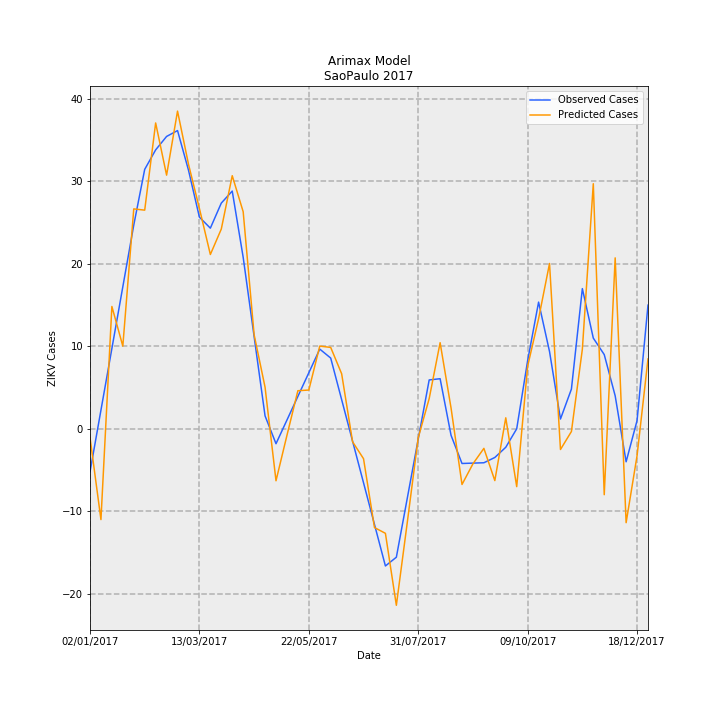 Arimax Model
SaoPaulo 2017
Observed Cases
Predicted Cases
ZIKV Cases
40
30
20
10
0
−10
−20
02/01/2017
13/03/2017
22/05/2017
31/07/2017
09/10/2017
18/12/2017
Date